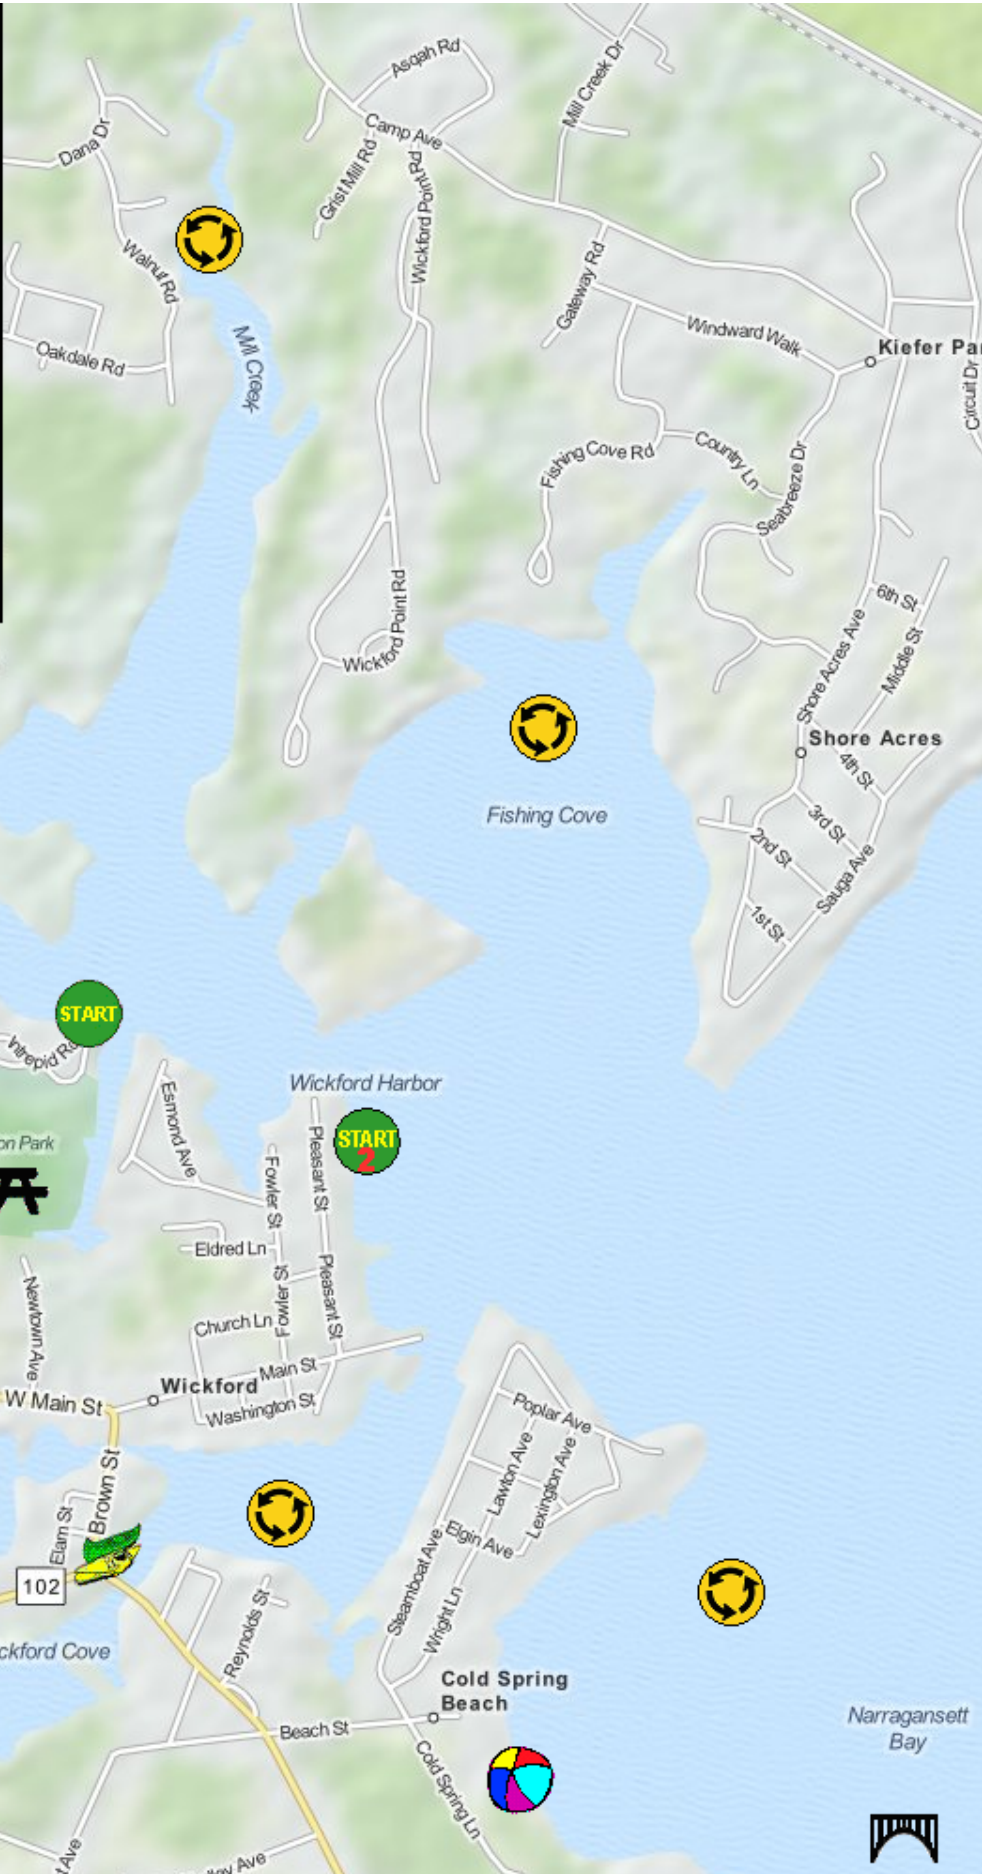 Asqah Rd
Mill Creek Dr
Camp Ave
Dana Dr
Grist Mill Rd
Wickford Point Rd
Walnut Rd
Gateway Rd
Windward Walk
Kiefer Par
Oakdale Rd
Mill Creek
Circuit Dr
Fishing Cove Rd
Country Ln
Seabreeze Dr
6th St
Wickford Point Rd
Shore Acres Ave
Middle St
Shore Acres
4th St
Fishing Cove
3rd St
2nd St
Sauga Ave
1st St
START
Intrepid Rd
Wickford Harbor
Esmond Ave
START
2
on Park
Pleasant St
Fowler St
Eldred Ln
Pleasant St
Fowler St
Newtown Ave
Church Ln
Main St
Wickford
W Main St
Washington St
Poplar Ave
Lawton Ave
Lexington Ave
Brown St
Elam St
Elgin Ave
102
Steamboat Ave
Wright Ln
Reynolds St
ckford Cove
Cold Spring
Beach
Narragansett
Bay
Beach St
Cold Spring Ln
t Ave
ley Ave